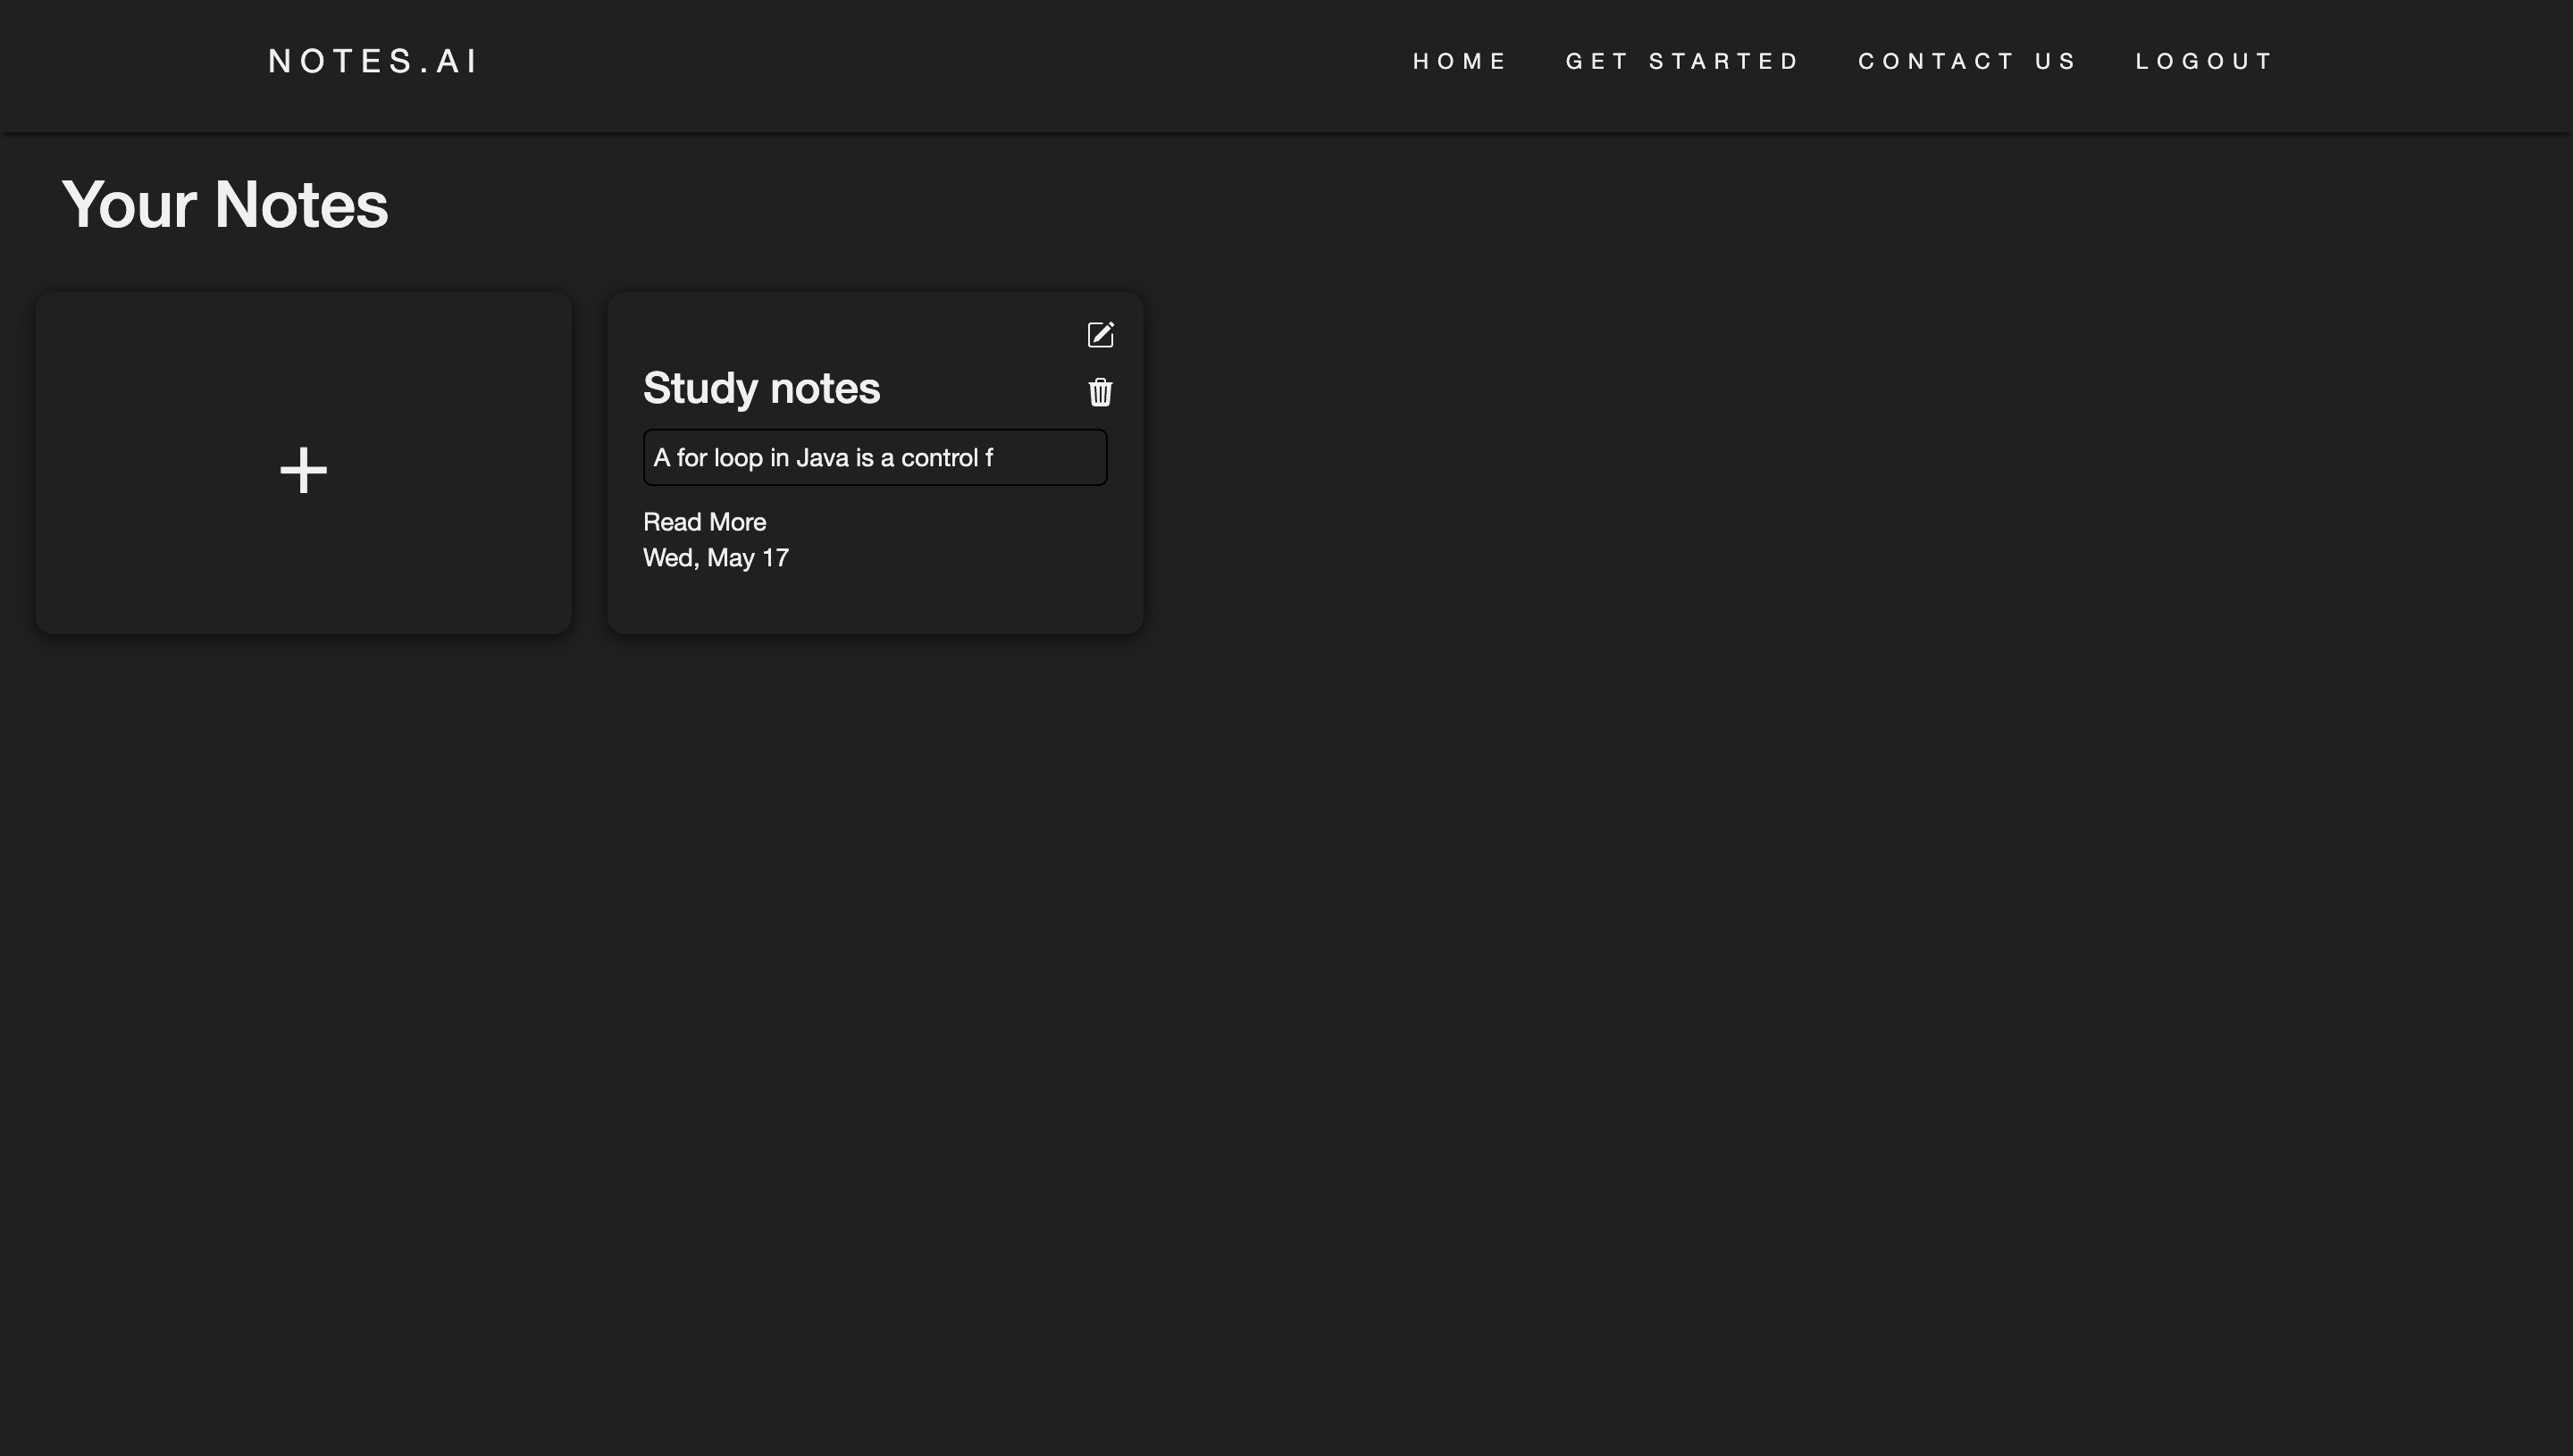 NOTES.AI
HOME GET STARTED CONTACT US LOGOUT
Your Notes
Study notes
A for loop in Java is a control f
Read More
Wed, May 17